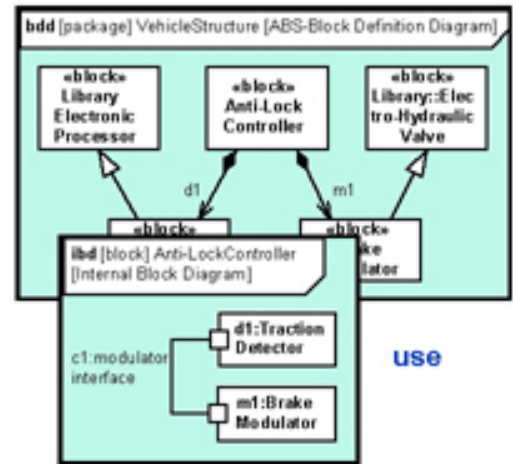 bdd [package] VehicleStructure [ABS-Block Definition Diagram]
«block»
Library
Electronic
Processor
«block»
Anti-Lock
Controller
«block»
Library::Elec
tro-Hydraulic
Valve
d1
m1
«block»
«block»
ibd [block] Anti-LockController
[Internal Block Diagram]
d1:Traction
Detector
c1:modulator
interface
m1:Brake
Modulator
use